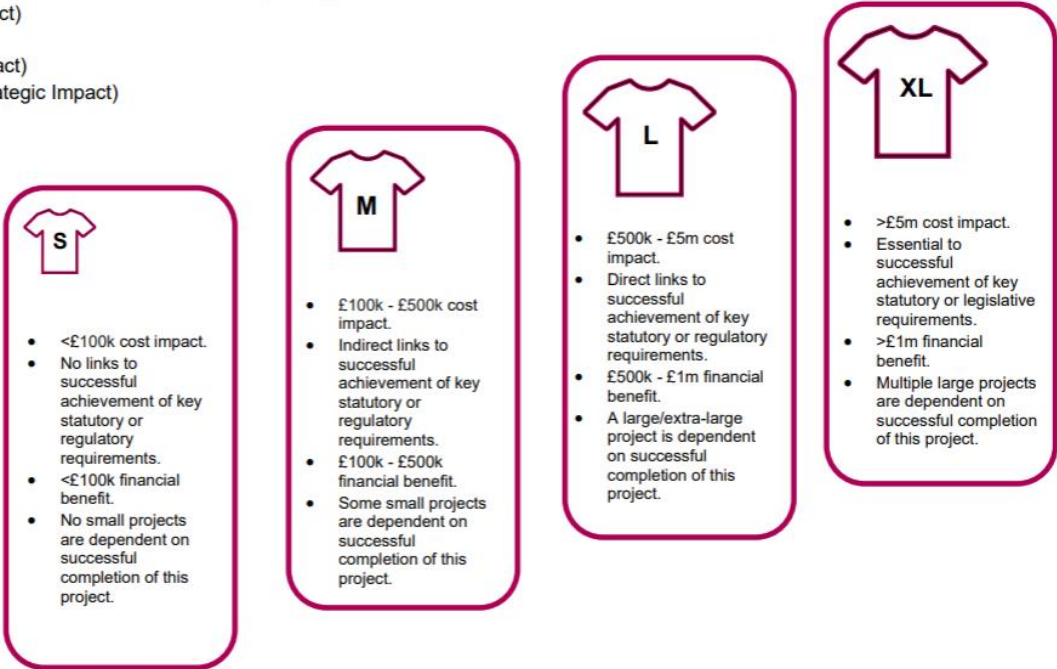 ct)
act)
ategic Impact)
S
• <£100k cost impact.
• No links to
successful
achievement of key
statutory or
regulatory
requirements.
• <£100k financial
benefit.
• No small projects
are dependent on
successful
completion of this
project.
M
• £100k - £500k cost
impact.
• Indirect links to
successful
achievement of key
statutory or
regulatory
requirements.
• £100k - £500k
financial benefit.
• Some small projects
are dependent on
successful
completion of this
project.
L
• £500k - £5m cost
impact.
• Direct links to
successful
achievement of key
statutory or regulatory
requirements.
• £500k - £1m financial
benefit.
• A large/extra-large
project is dependent
on successful
completion of this
project.
XL
• >£5m cost impact.
• Essential to
successful
achievement of key
statutory or legislative
requirements.
• >£1m financial
benefit.
• Multiple large projects
are dependent on
successful completion
of this project.